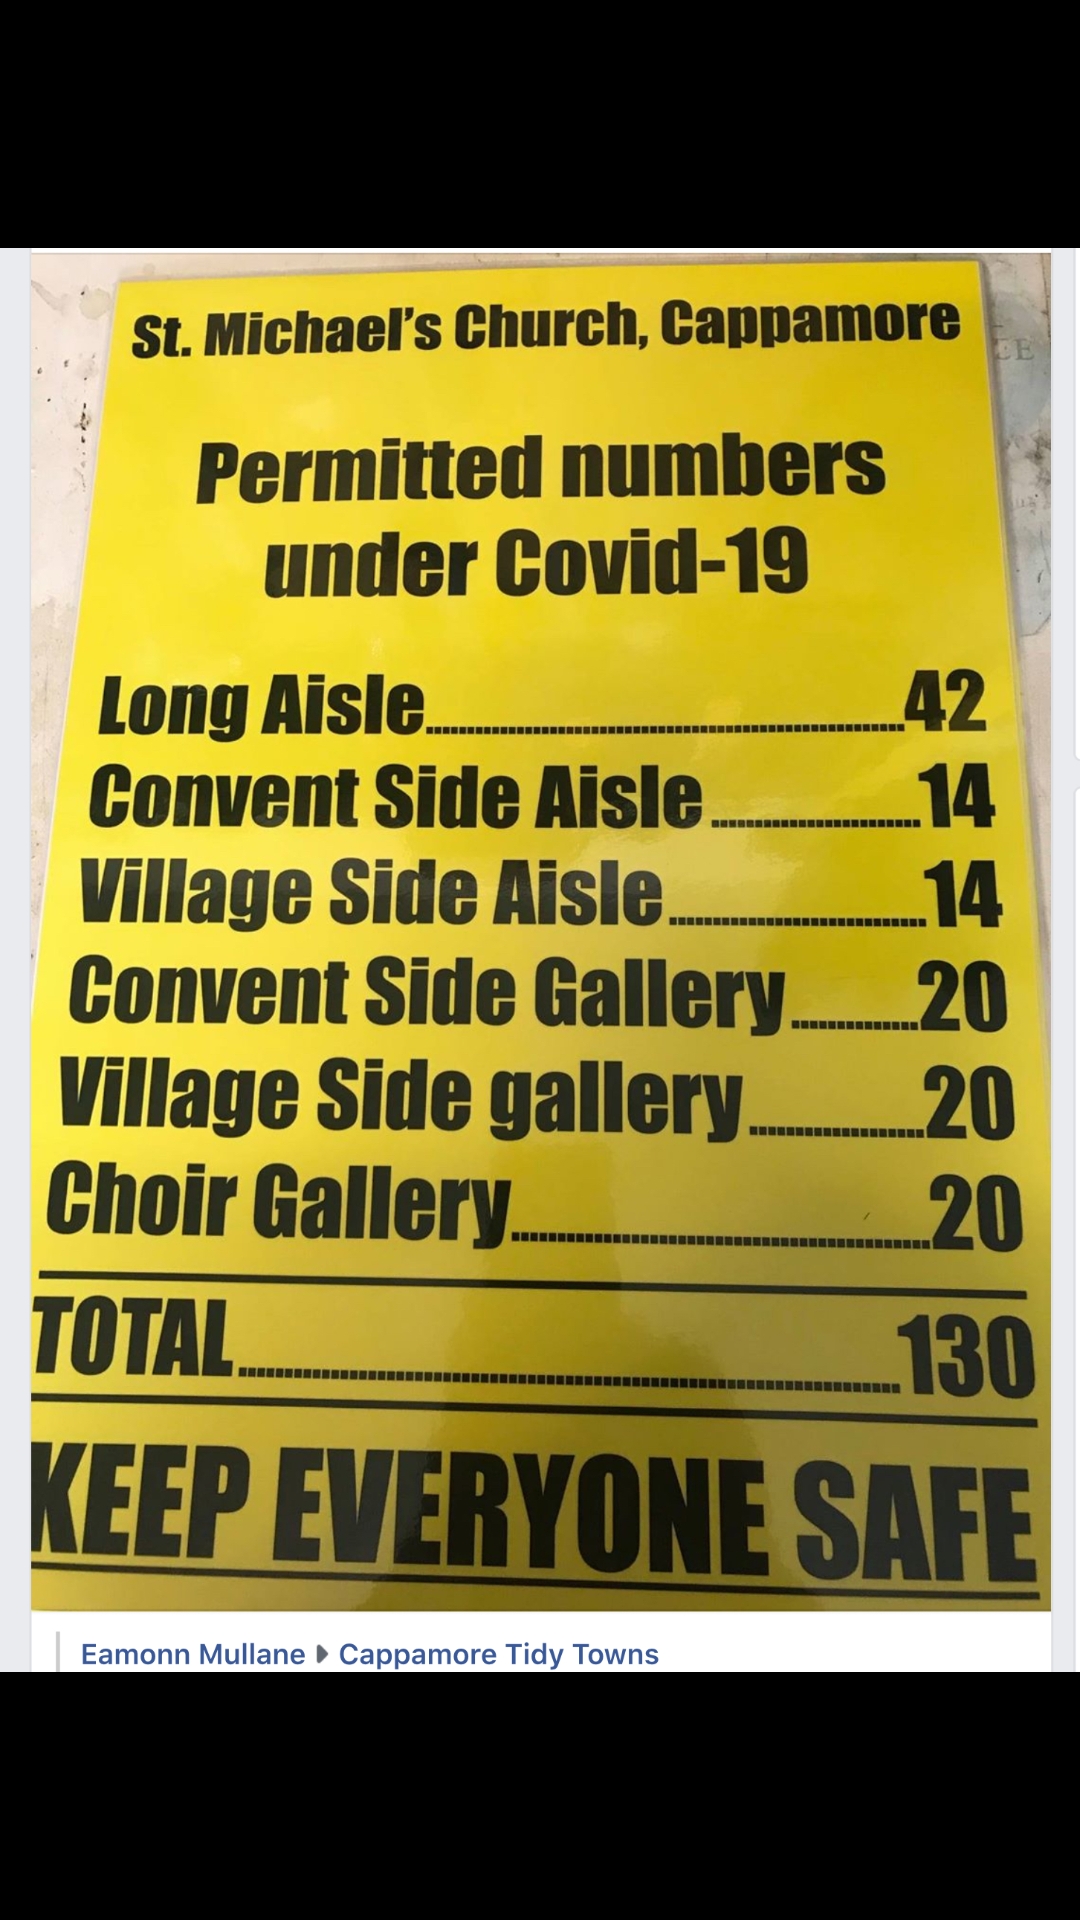 St. Michael's Church, Cappamore
Permitted numbers
under Covid-19
Long Aisle..........42
Convent Side Aisle..........14
Village Side Aisle..........14
Convent Side Gallery..........20
Village Side gallery..........20
Choir Gallery..........20
TOTAL..........130
KEEP EVERYONE SAFE
Eamonn Mullane ▸ Cappamore Tidy Towns